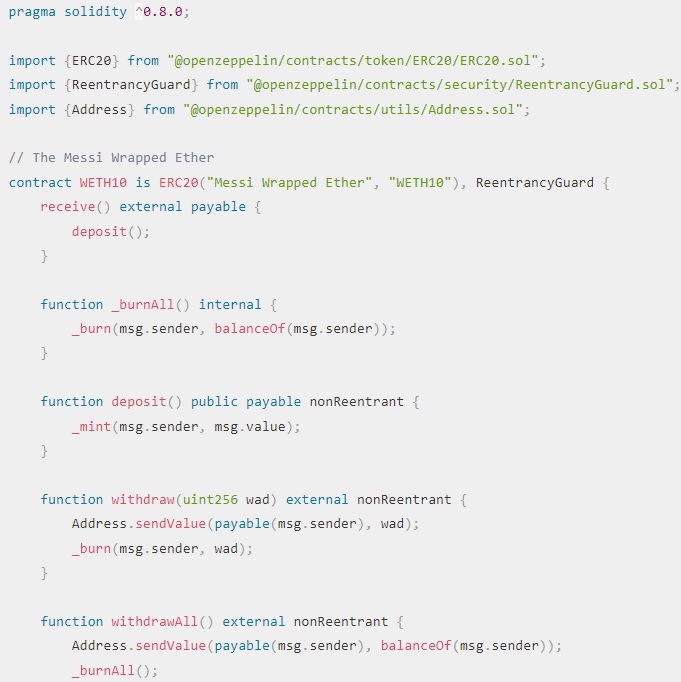 pragma solidity ^0.8.0;
import {ERC20} from "@openzeppelin/contracts/token/ERC20/ERC20.sol";
import {ReentrancyGuard} from "@openzeppelin/contracts/security/ReentrancyGuard.sol";
import {Address} from "@openzeppelin/contracts/utils/Address.sol";
// The Messi Wrapped Ether
contract WETH10 is ERC20("Messi Wrapped Ether", "WETH10"), ReentrancyGuard {
    receive() external payable {
        deposit();
    }
    function _burnAll() internal {
        _burn(msg.sender, balanceOf(msg.sender));
    }
    function deposit() public payable nonReentrant {
        _mint(msg.sender, msg.value);
    }
    function withdraw(uint256 wad) external nonReentrant {
        Address.sendValue(payable(msg.sender), wad);
        _burn(msg.sender, wad);
    }
    function withdrawAll() external nonReentrant {
        Address.sendValue(payable(msg.sender), balanceOf(msg.sender));
        _burnAll();